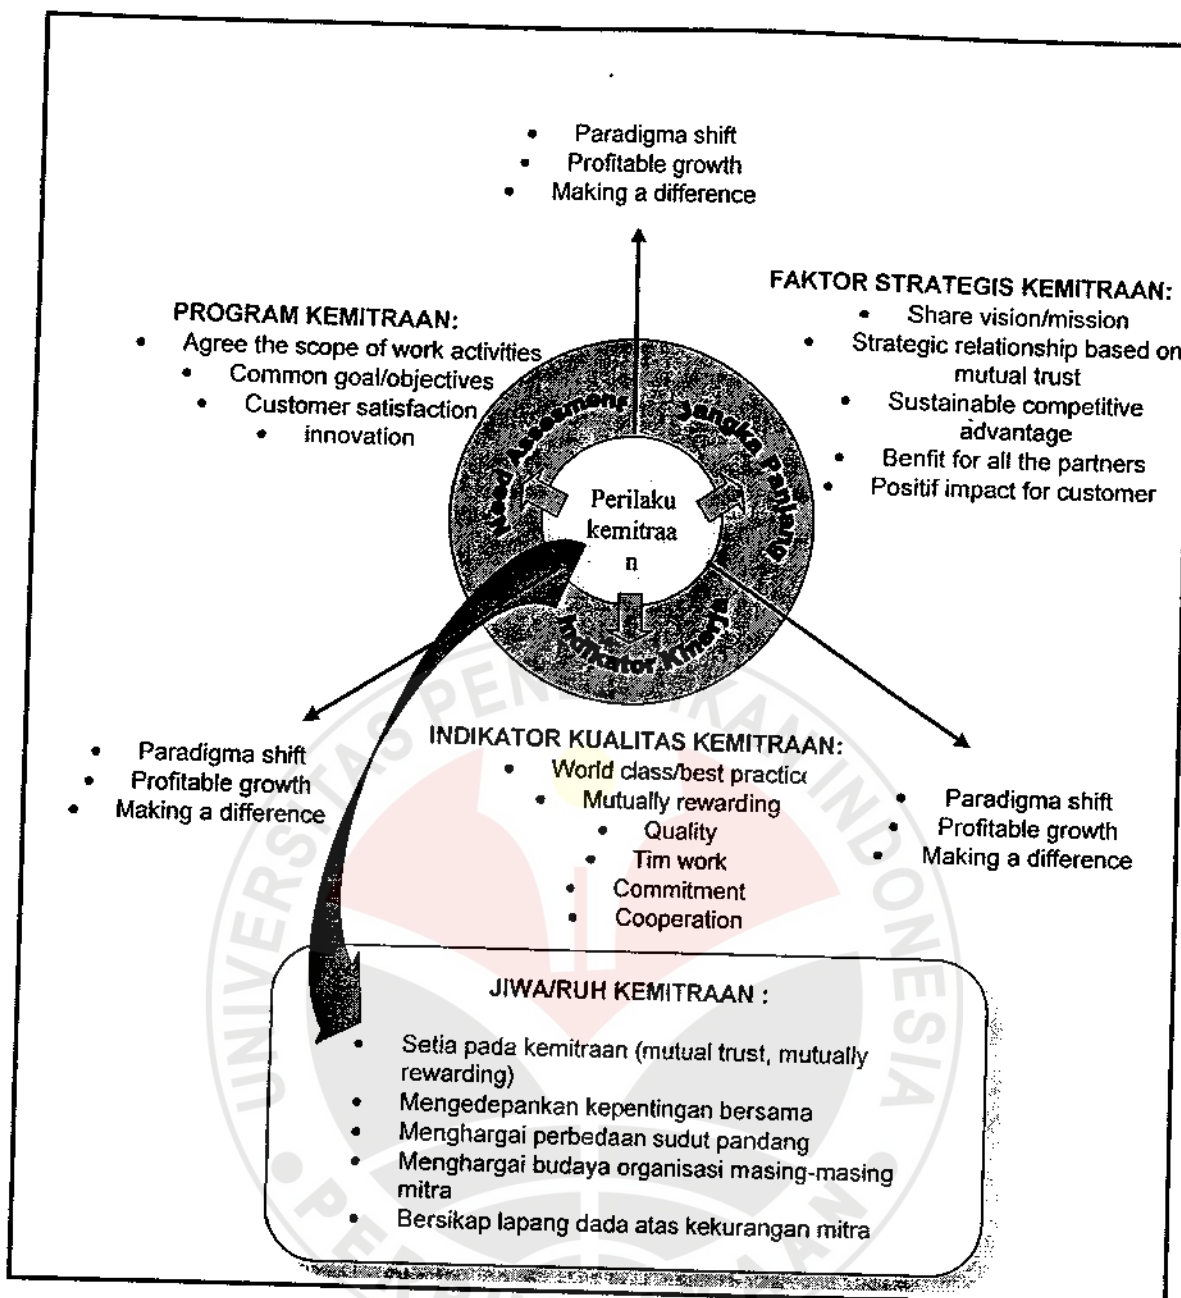 • Paradigma shift
• Profitable growth
• Making a difference
PROGRAM KEMITRAAN:
• Agree the scope of work activities
• Common goal/objectives
• Customer satisfaction
• innovation
FAKTOR STRATEGIS KEMITRAAN:
• Share vision/mission
• Strategic relationship based on
mutual trust
• Sustainable competitive
advantage
• Benfit for all the partners
• Positif impact for customer
Need Assesment
Jangka Panjang
Indikator Kinerja
Perilaku
kemitraa
n
• Paradigma shift
• Profitable growth
• Making a difference
INDIKATOR KUALITAS KEMITRAAN:
• World class/best practice
• Mutually rewarding
• Quality
• Tim work
• Commitment
• Cooperation
• Paradigma shift
• Profitable growth
• Making a difference
JIWA/RUH KEMITRAAN :
• Setia pada kemitraan (mutual trust, mutually
rewarding)
• Mengedepankan kepentingan bersama
• Menghargai perbedaan sudut pandang
• Menghargai budaya organisasi masing-masing
mitra
• Bersikap lapang dada atas kekurangan mitra
UNIVERSITAS PENDIDIKAN INDONESIA